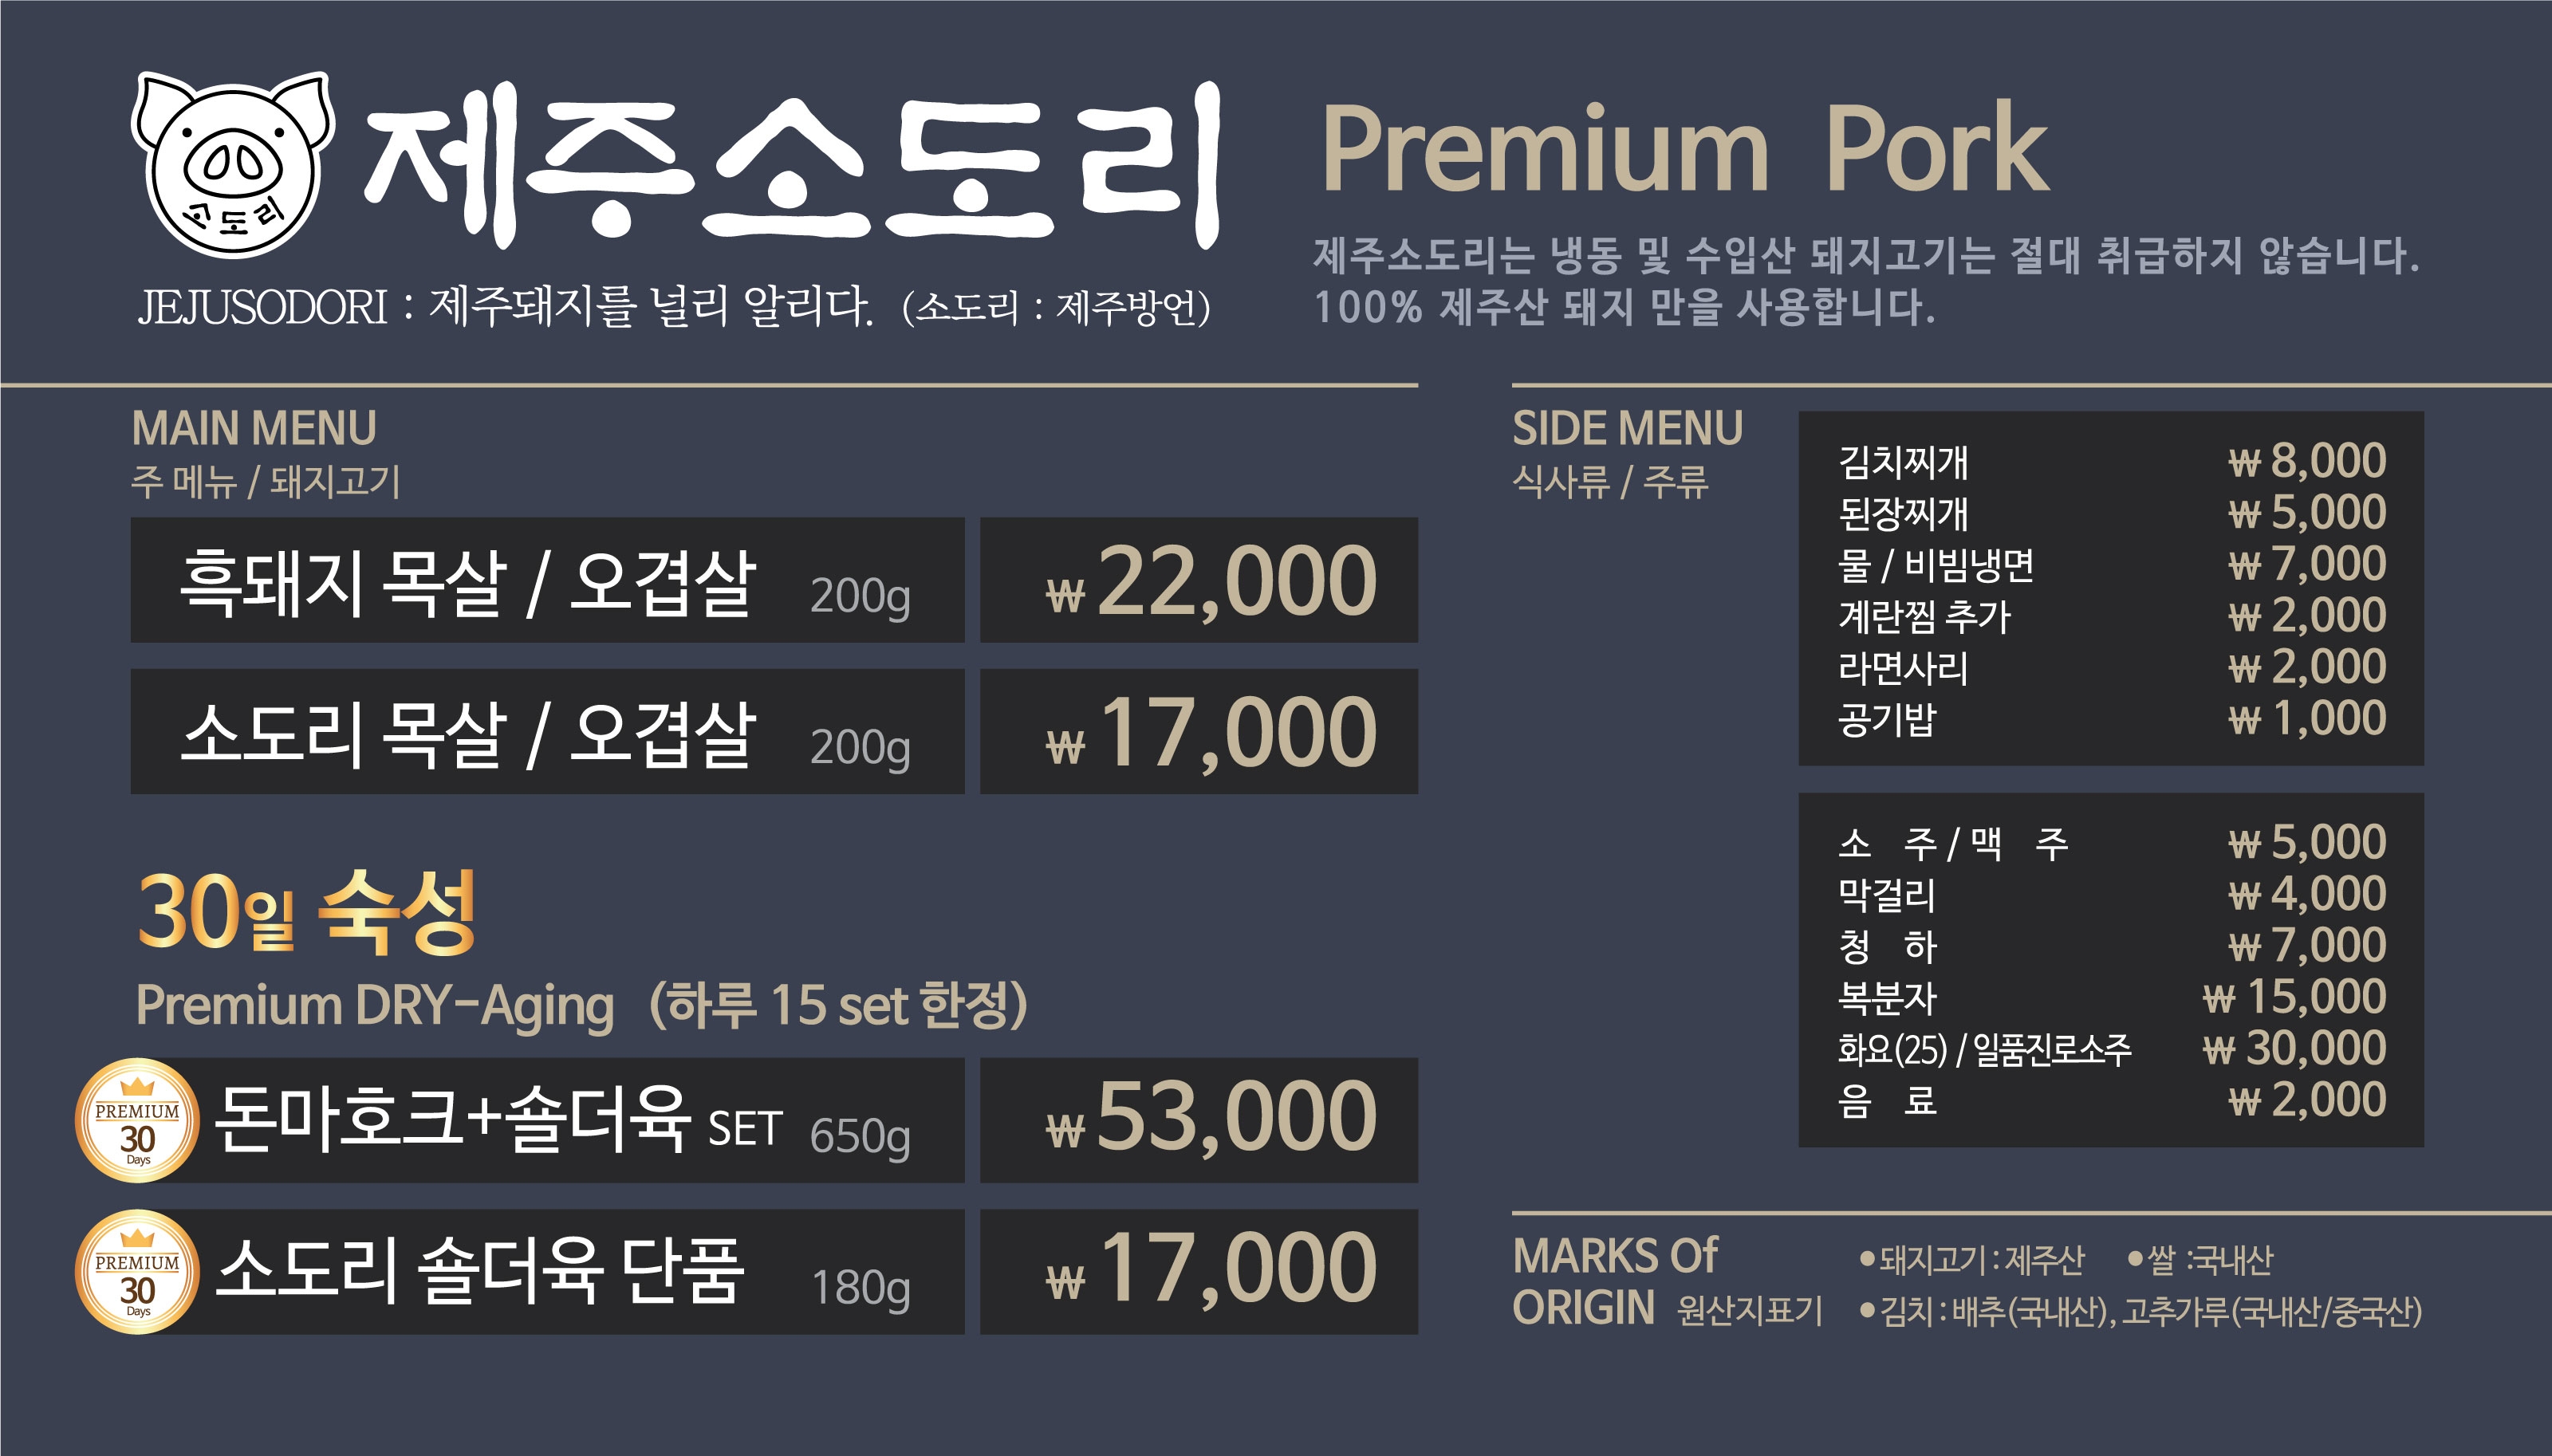 소도리
제주소도리
JEJUSODORI : 제주돼지를 널리 알리다. (소도리 : 제주방언)
Premium Pork
제주소도리는 냉동 및 수입산 돼지고기는 절대 취급하지 않습니다.
100% 제주산 돼지 만을 사용합니다.
MAIN MENU
주 메뉴 / 돼지고기
흑돼지 목살 / 오겹살 200g ₩22,000
소도리 목살 / 오겹살 200g ₩17,000
30일 숙성
Premium DRY-Aging (하루 15 set 한정)
PREMIUM
30
Days
돈마호크+숄더육 SET 650g ₩53,000
PREMIUM
30
Days
소도리 숄더육 단품 180g ₩17,000
SIDE MENU
식사류 / 주류
김치찌개 ₩8,000
된장찌개 ₩5,000
물 / 비빔냉면 ₩7,000
계란찜 추가 ₩2,000
라면사리 ₩2,000
공기밥 ₩1,000
소 주 / 맥 주 ₩5,000
막걸리 ₩4,000
청 하 ₩7,000
복분자 ₩15,000
화요(25) / 일품진로소주 ₩30,000
음 료 ₩2,000
MARKS Of
ORIGIN 원산지표기
●돼지고기 : 제주산 ●쌀 :국내산
●김치 : 배추(국내산), 고추가루(국내산/중국산)